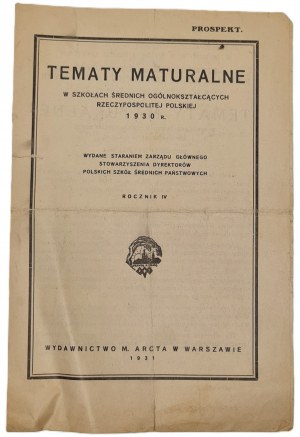 PROSPEKT.
TEMATY MATURALNE
W SZKOŁACH ŚREDNICH OGÓLNOKSZTAŁCĄCYCH
RZECZYPOSPOLITEJ POLSKIEJ
1930 R.
WYDANE STARANIEM ZARZĄDU GŁÓWNEGO
STOWARZYSZENIA DYREKTORÓW
POLSKICH SZKÓŁ ŚREDNICH PAŃSTWOWYCH
ROCZNIK IV
WYDAWNICTWO M. ARCTA W WARSZAWIE
1931